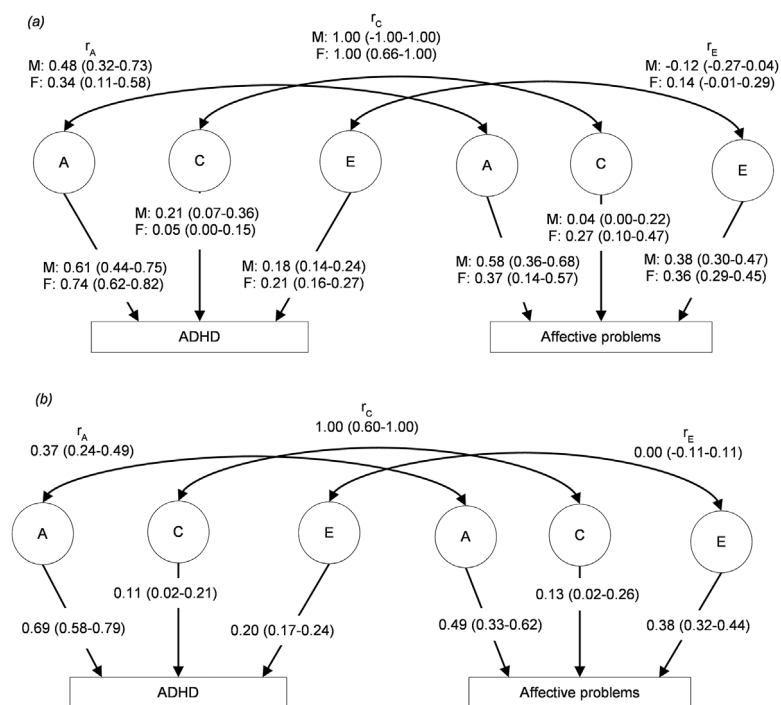 (a)
r_A
M: 0.48 (0.32-0.73)
F: 0.34 (0.11-0.58)
r_C
M: 1.00 (-1.00-1.00)
F: 1.00 (0.66-1.00)
r_E
M: -0.12 (-0.27-0.04)
F: 0.14 (-0.01-0.29)
A
C
E
A
C
E
M: 0.21 (0.07-0.36)
F: 0.05 (0.00-0.15)
M: 0.04 (0.00-0.22)
F: 0.27 (0.10-0.47)
M: 0.61 (0.44-0.75)
F: 0.74 (0.62-0.82)
M: 0.18 (0.14-0.24)
F: 0.21 (0.16-0.27)
M: 0.58 (0.36-0.68)
F: 0.37 (0.14-0.57)
M: 0.38 (0.30-0.47)
F: 0.36 (0.29-0.45)
ADHD
Affective problems
(b)
r_A
0.37 (0.24-0.49)
r_C
1.00 (0.60-1.00)
r_E
0.00 (-0.11-0.11)
A
C
E
A
C
E
0.11 (0.02-0.21)
0.13 (0.02-0.26)
0.69 (0.58-0.79)
0.20 (0.17-0.24)
0.49 (0.33-0.62)
0.38 (0.32-0.44)
ADHD
Affective problems